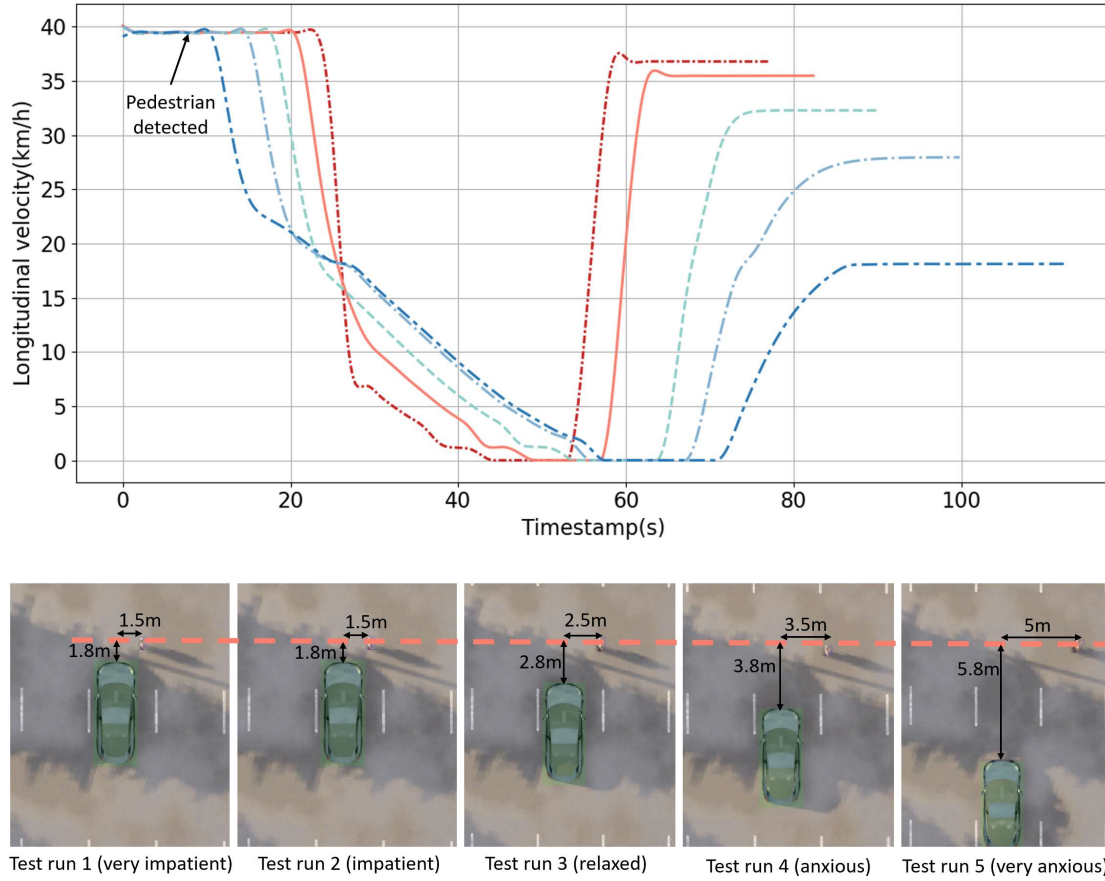 40
35
30
25
20
15
10
5
0
Longitudinal velocity(km/h)
Pedestrian
detected
0 20 40 60 80 100
Timestamp(s)
1.5m
1.8m
1.5m
1.8m
2.5m
2.8m
3.5m
3.8m
5m
5.8m
Test run 1 (very impatient)
Test run 2 (impatient)
Test run 3 (relaxed)
Test run 4 (anxious)
Test run 5 (very anxious)